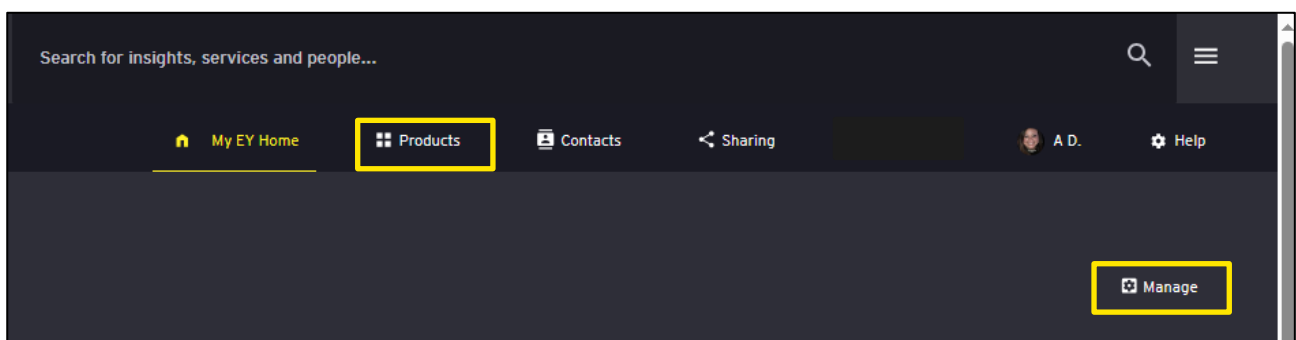 Search for insights, services and people...
My EY Home Products Contacts Sharing A D. Help
Manage